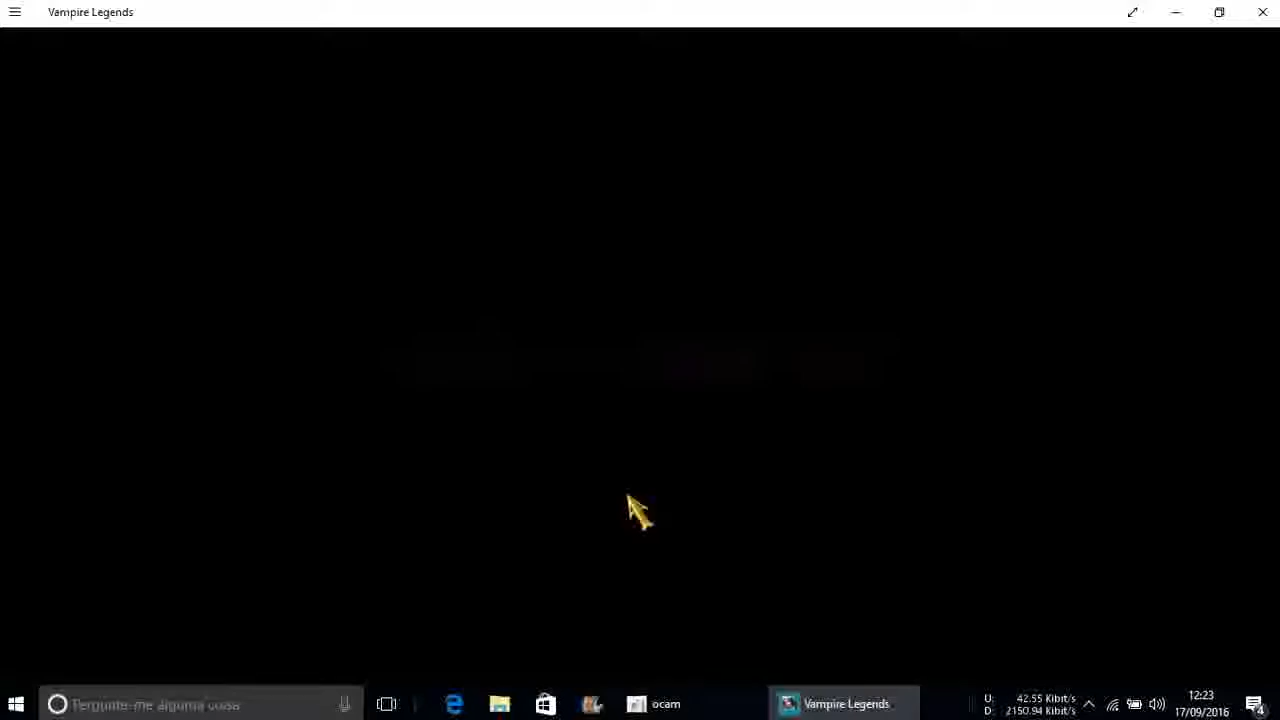 Vampire Legends
Pergunte-me alguma coisa
ocam
Vampire Legends
U: 42.55 Kibit/s
D: 2150.94 Kibit/s
12:23
17/09/2016
4